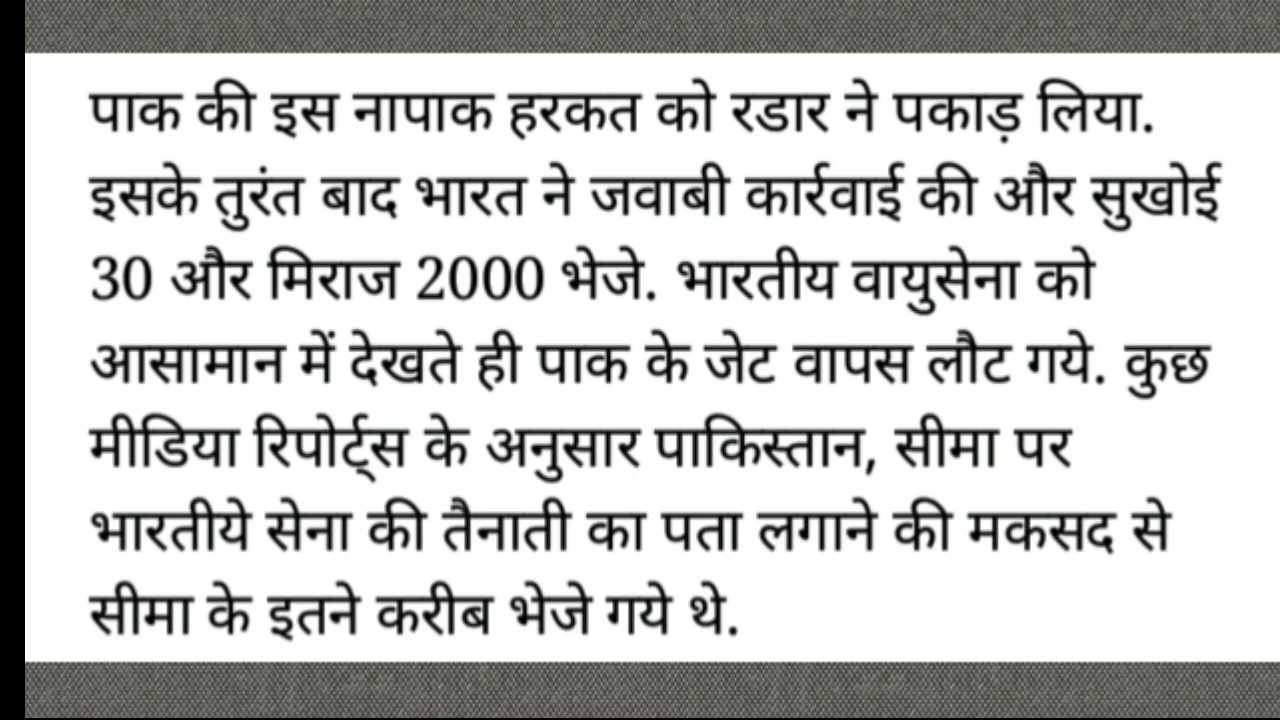 पाक की इस नापाक हरकत को रडार ने पकाड़ लिया.
इसके तुरंत बाद भारत ने जवाबी कार्रवाई की और सुखोई
30 और मिराज 2000 भेजे. भारतीय वायुसेना को
आसामान में देखते ही पाक के जेट वापस लौट गये. कुछ
मीडिया रिपोर्ट्स के अनुसार पाकिस्तान, सीमा पर
भारतीये सेना की तैनाती का पता लगाने की मकसद से
सीमा के इतने करीब भेजे गये थे.